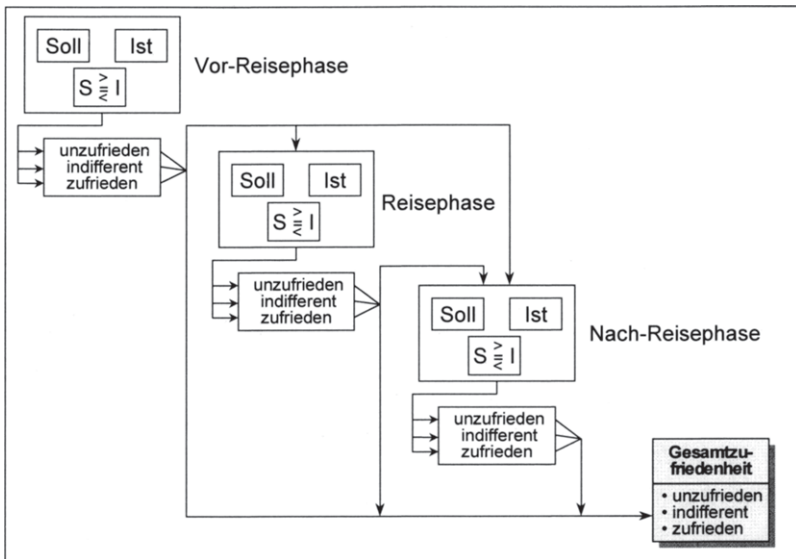 Soll Ist
S ⋛ I
Vor-Reisephase
unzufrieden
indifferent
zufrieden
Soll Ist
S ⋛ I
Reisephase
unzufrieden
indifferent
zufrieden
Soll Ist
S ⋛ I
Nach-Reisephase
unzufrieden
indifferent
zufrieden
Gesamtzu-
friedenheit
• unzufrieden
• indifferent
• zufrieden